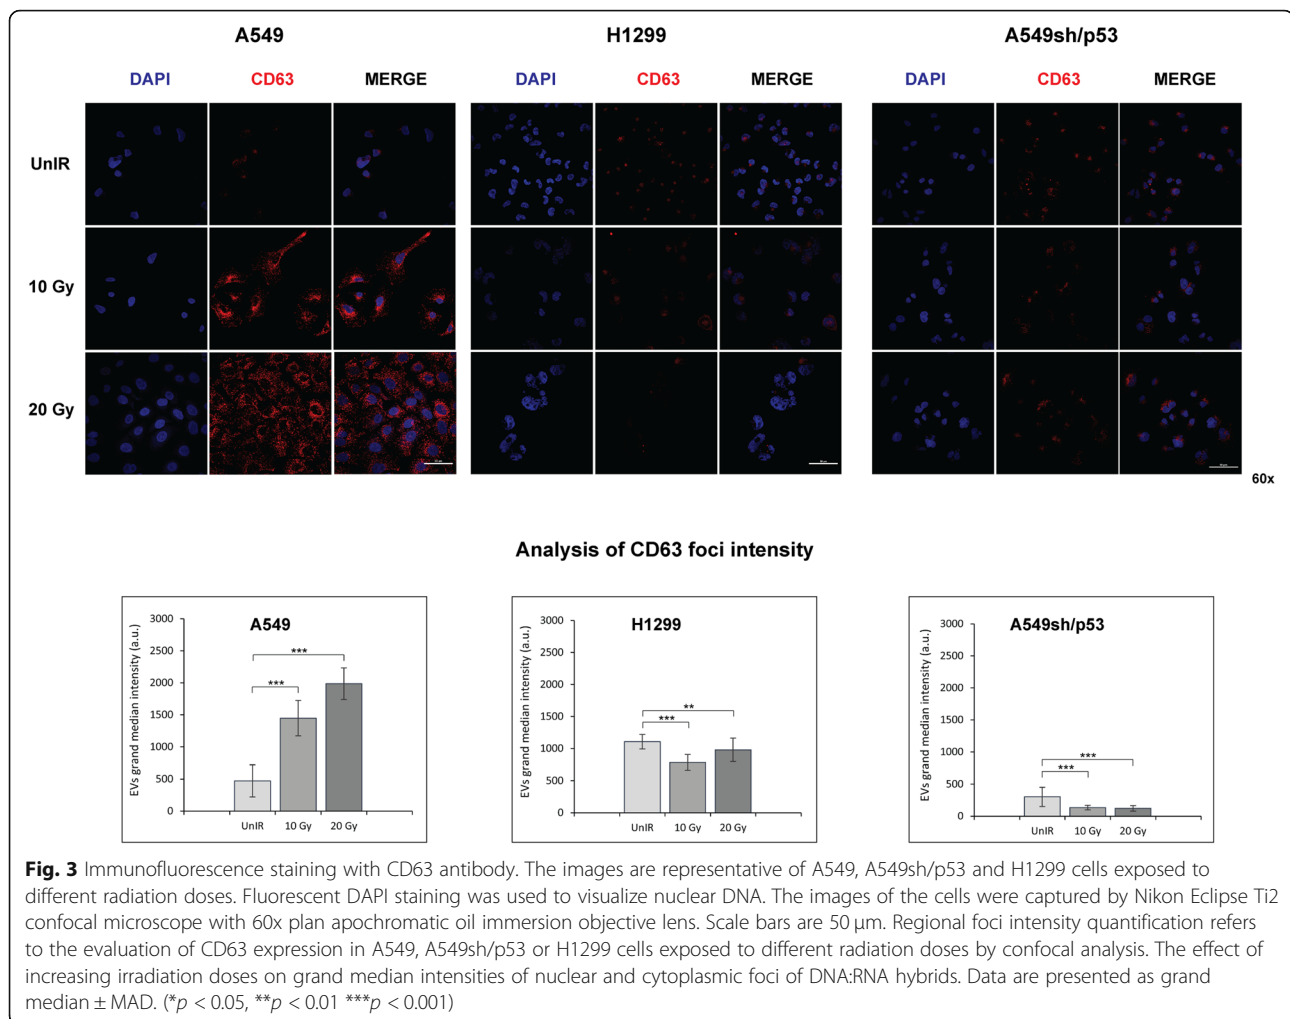 A549 H1299 A549sh/p53
DAPI CD63 MERGE DAPI CD63 MERGE DAPI CD63 MERGE
UnIR
10 Gy
20 Gy
60x
Analysis of CD63 foci intensity
A549
EVs grand median intensity (a.u.)
3000
2500
2000
1500
1000
500
0
***
***
UnIR 10 Gy 20 Gy
H1299
EVs grand median intensity (a.u.)
3000
2500
2000
1500
1000
500
0
**
***
UnIR 10 Gy 20 Gy
A549sh/p53
EVs grand median intensity (a.u.)
3000
2500
2000
1500
1000
500
0
***
***
UnIR 10 Gy 20 Gy
Fig. 3 Immunofluorescence staining with CD63 antibody. The images are representative of A549, A549sh/p53 and H1299 cells exposed to
different radiation doses. Fluorescent DAPI staining was used to visualize nuclear DNA. The images of the cells were captured by Nikon Eclipse Ti2
confocal microscope with 60x plan apochromatic oil immersion objective lens. Scale bars are 50 μm. Regional foci intensity quantification refers
to the evaluation of CD63 expression in A549, A549sh/p53 or H1299 cells exposed to different radiation doses by confocal analysis. The effect of
increasing irradiation doses on grand median intensities of nuclear and cytoplasmic foci of DNA:RNA hybrids. Data are presented as grand
median ± MAD. (*p < 0.05, **p < 0.01 ***p < 0.001)